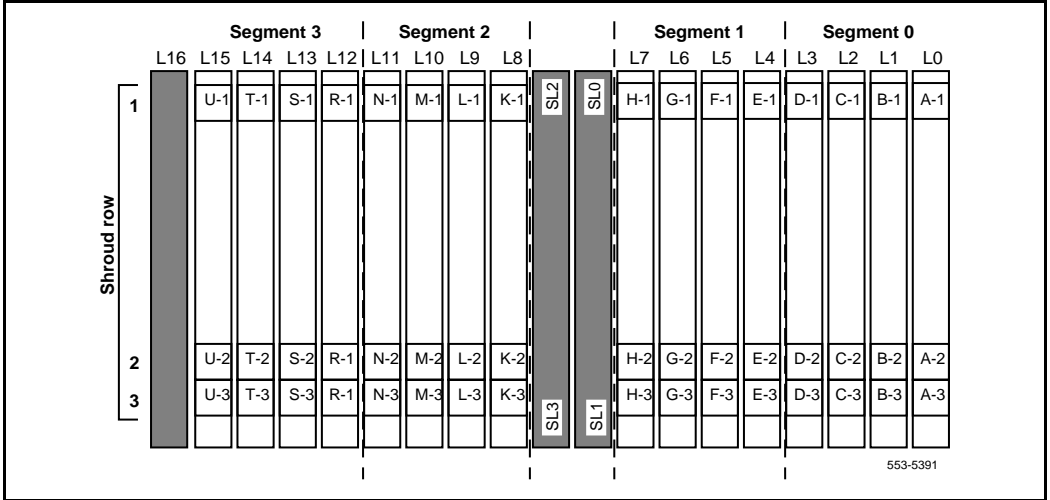 Segment 3 Segment 2 Segment 1 Segment 0
L16 L15 L14 L13 L12 L11 L10 L9 L8 L7 L6 L5 L4 L3 L2 L1 L0
1 U-1 T-1 S-1 R-1 N-1 M-1 L-1 K-1 SL2 SL0 H-1 G-1 F-1 E-1 D-1 C-1 B-1 A-1
Shroud row
2 U-2 T-2 S-2 R-1 N-2 M-2 L-2 K-2 H-2 G-2 F-2 E-2 D-2 C-2 B-2 A-2
3 U-3 T-3 S-3 R-1 N-3 M-3 L-3 K-3 SL3 SL1 H-3 G-3 F-3 E-3 D-3 C-3 B-3 A-3
553-5391